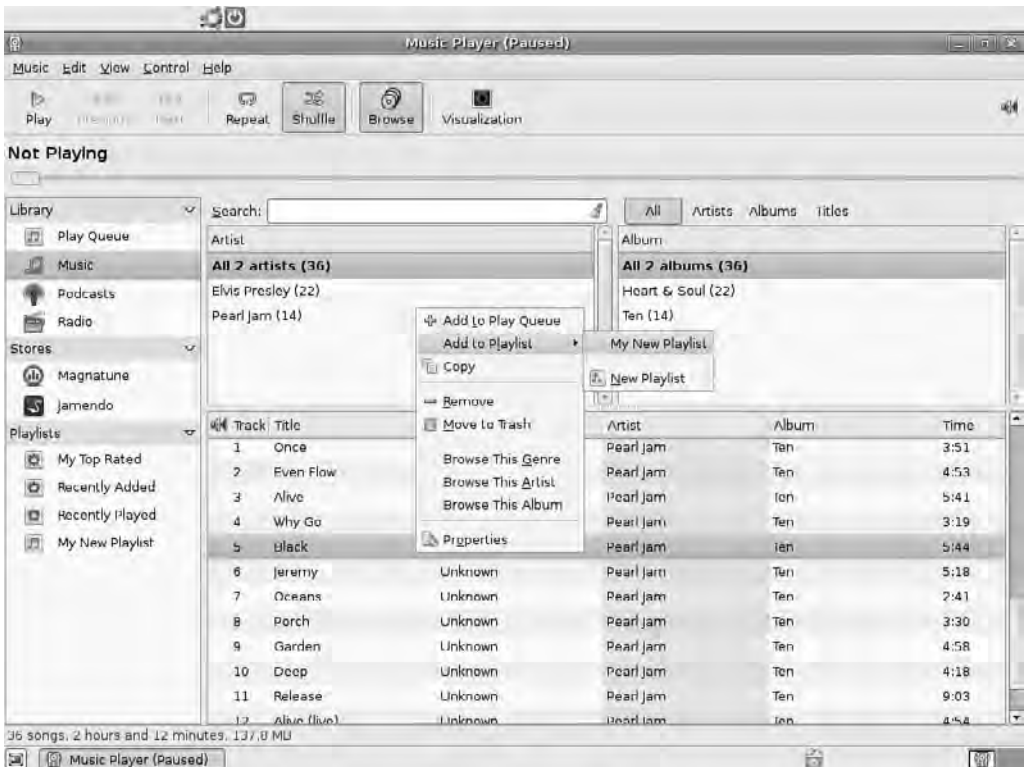 Music Player (Paused)
Music Edit View Control Help
Play Previous Next Repeat Shuffle Browse Visualization
Not Playing
Library
Play Queue
Music
Podcasts
Radio
Stores
Magnatune
Jamendo
Playlists
My Top Rated
Recently Added
Recently Played
My New Playlist
Search:
All Artists Albums Titles
Artist
All 2 artists (36)
Elvis Presley (22)
Pearl Jam (14)
Album
All 2 albums (36)
Heart & Soul (22)
Ten (14)
Add to Play Queue
Add to Playlist
Copy
Remove
Move to Trash
Browse This Genre
Browse This Artist
Browse This Album
Properties
My New Playlist
New Playlist
Track Title Artist Album Time
1 Once Pearl Jam Ten 3:51
2 Even Flow Pearl Jam Ten 4:53
3 Alive Pearl Jam Ten 5:41
4 Why Go Pearl Jam Ten 3:19
5 Black Pearl Jam Ten 5:44
6 Jeremy Unknown Pearl Jam Ten 5:18
7 Oceans Unknown Pearl Jam Ten 2:41
8 Porch Unknown Pearl Jam Ten 3:30
9 Garden Unknown Pearl Jam Ten 4:58
10 Deep Unknown Pearl Jam Ten 4:18
11 Release Unknown Pearl Jam Ten 9:03
12 Alive (live) Unknown Pearl Jam Ten 4:54
36 songs, 2 hours and 12 minutes, 137.8 MB
Music Player (Paused)